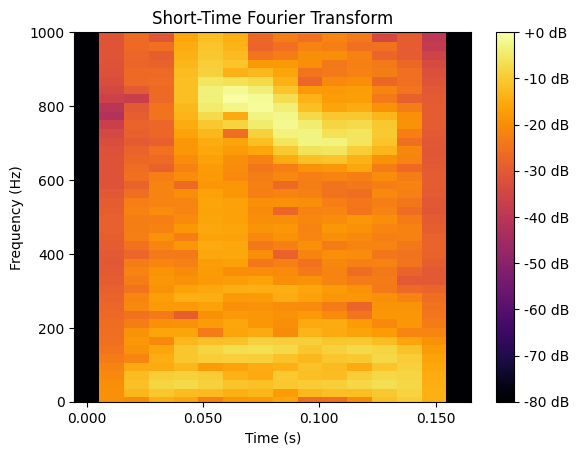 Short-Time Fourier Transform
1000
800
600
400
200
0
Frequency (Hz)
0.000
0.050
0.100
0.150
Time (s)
+0 dB
-10 dB
-20 dB
-30 dB
-40 dB
-50 dB
-60 dB
-70 dB
-80 dB